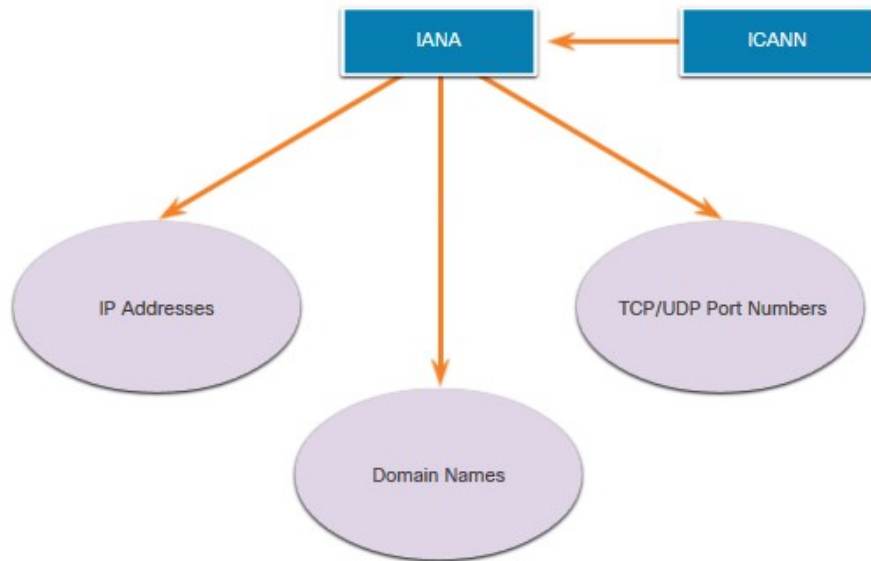 IANA
ICANN
IP Addresses
TCP/UDP Port Numbers
Domain Names